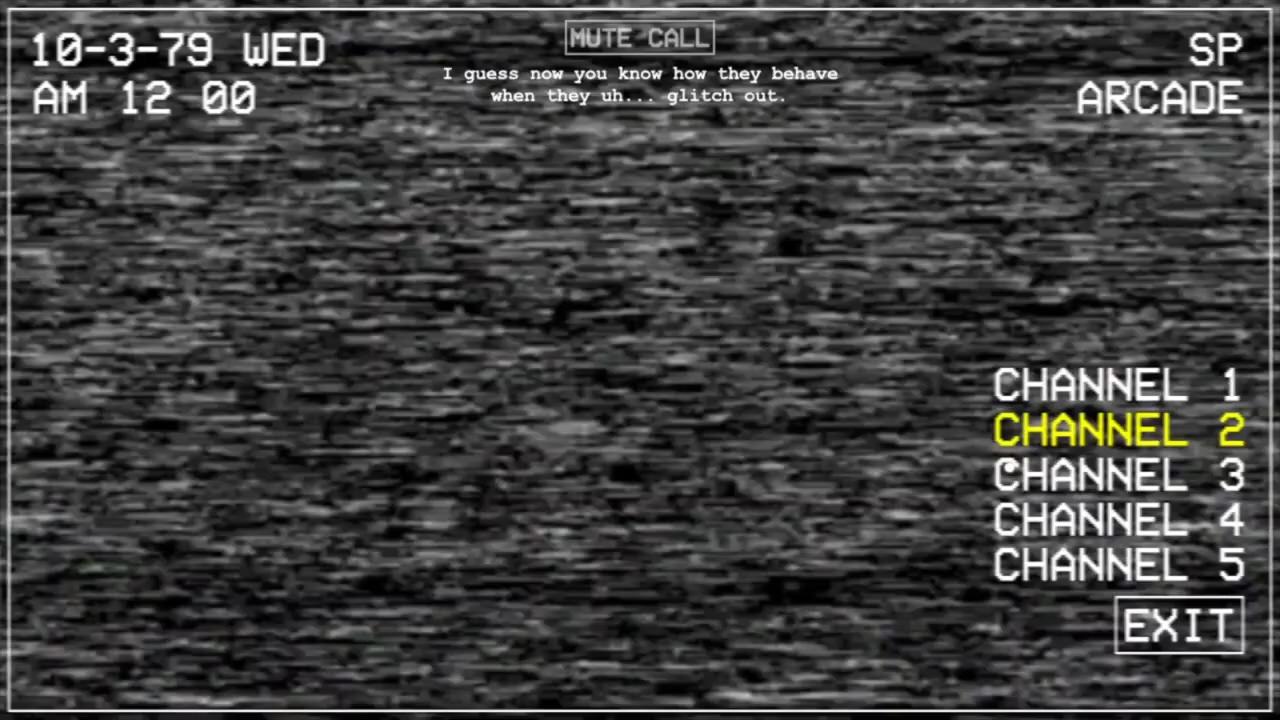 10-3-79 WED
AM 12 00
MUTE CALL
I guess now you know how they behave
when they uh... glitch out.
SP
ARCADE
CHANNEL 1
CHANNEL 2
CHANNEL 3
CHANNEL 4
CHANNEL 5
EXIT